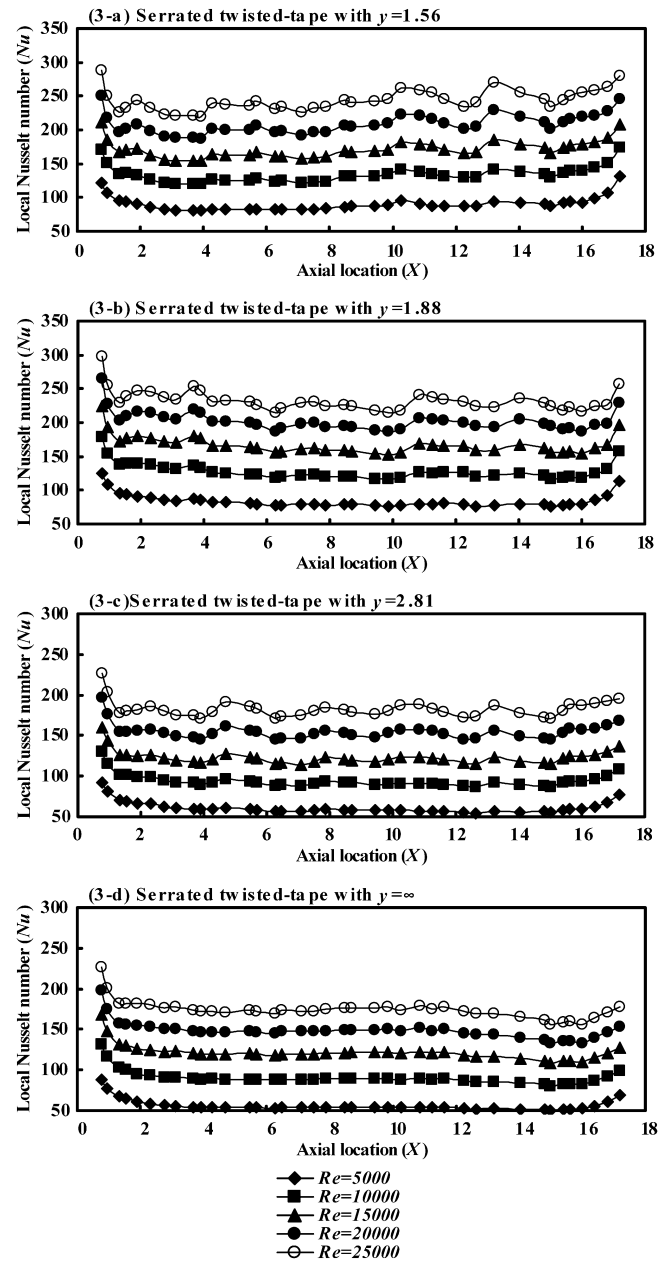 (3-a) Serrated twisted-tape with y=1.56
350
300
250
200
150
100
50
0 2 4 6 8 10 12 14 16 18
Local Nusselt number (Nu)
Axial location (X)
(3-b) Serrated twisted-tape with y=1.88
350
300
250
200
150
100
50
0 2 4 6 8 10 12 14 16 18
Local Nusselt number (Nu)
Axial location (X)
(3-c)Serrated twisted-tape with y=2.81
300
250
200
150
100
50
0 2 4 6 8 10 12 14 16 18
Local Nusselt number (Nu)
Axial location (X)
(3-d) Serrated twisted-tape with y=∞
300
250
200
150
100
50
0 2 4 6 8 10 12 14 16 18
Local Nusselt number (Nu)
Axial location (X)
Re=5000
Re=10000
Re=15000
Re=20000
Re=25000